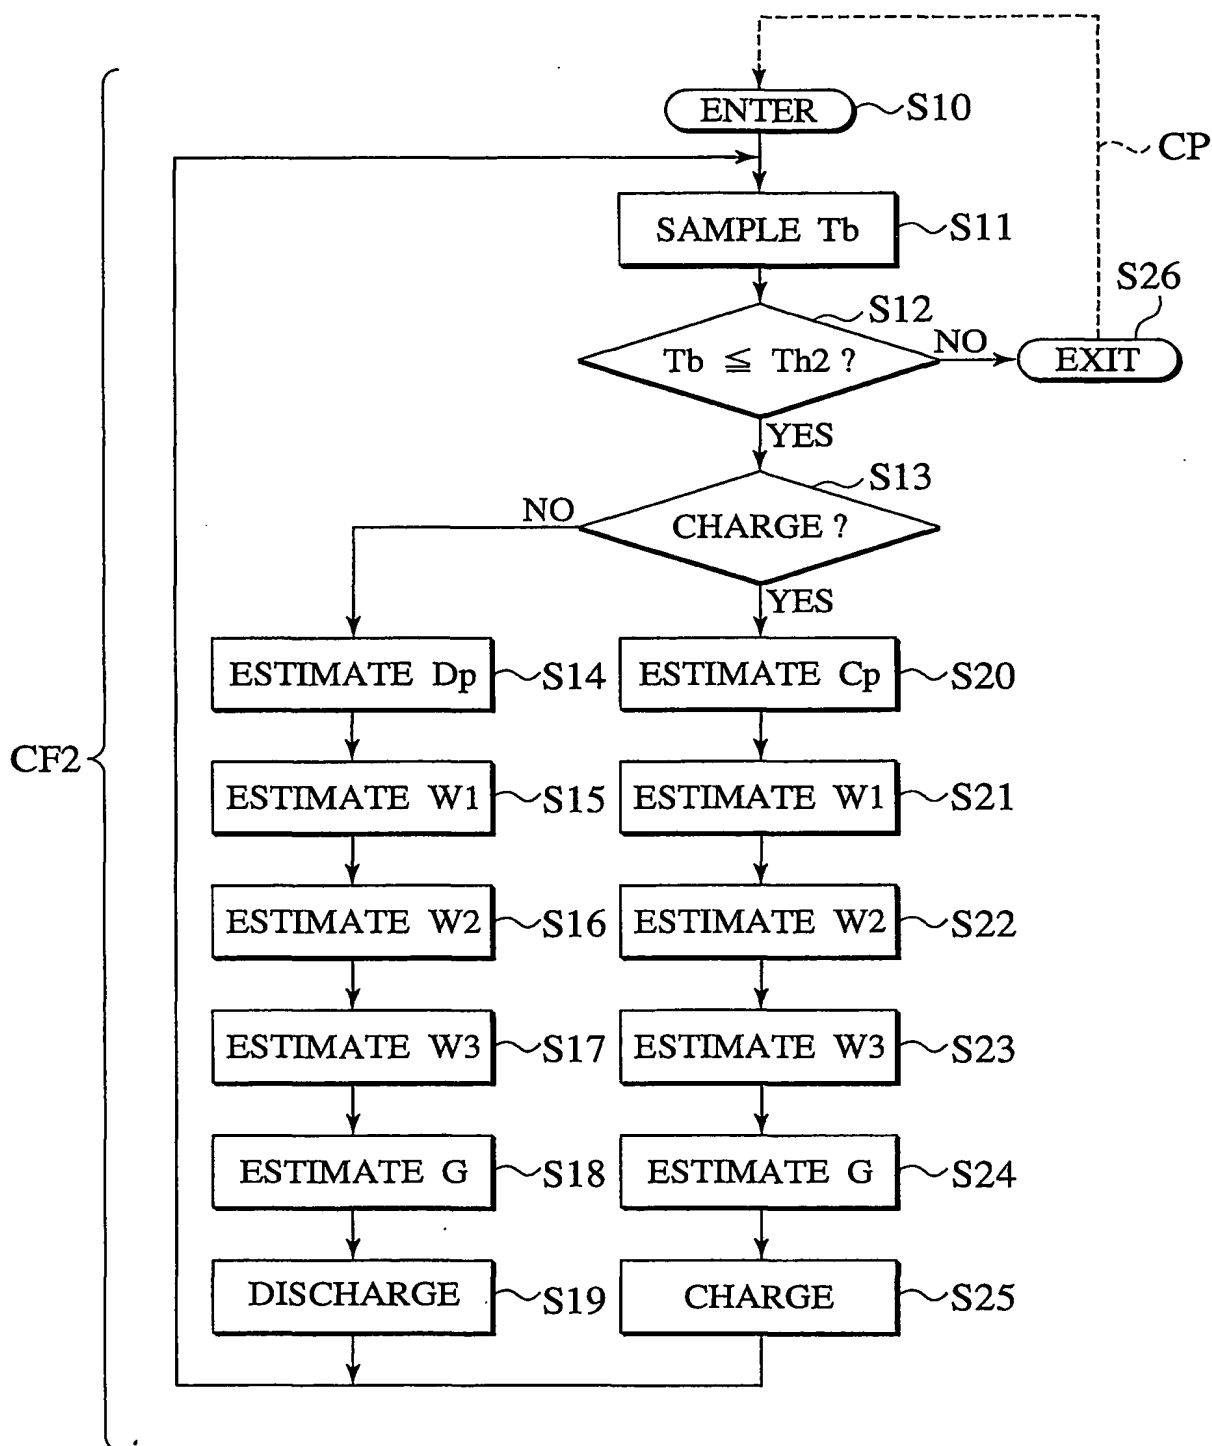 ENTER
S10
CP
SAMPLE Tb
S11
S26
S12
Tb ≦ Th2 ?
NO
EXIT
YES
S13
NO
CHARGE ?
YES
ESTIMATE Dp
S14
ESTIMATE Cp
S20
CF2
ESTIMATE W1
S15
ESTIMATE W1
S21
ESTIMATE W2
S16
ESTIMATE W2
S22
ESTIMATE W3
S17
ESTIMATE W3
S23
ESTIMATE G
S18
ESTIMATE G
S24
DISCHARGE
S19
CHARGE
S25